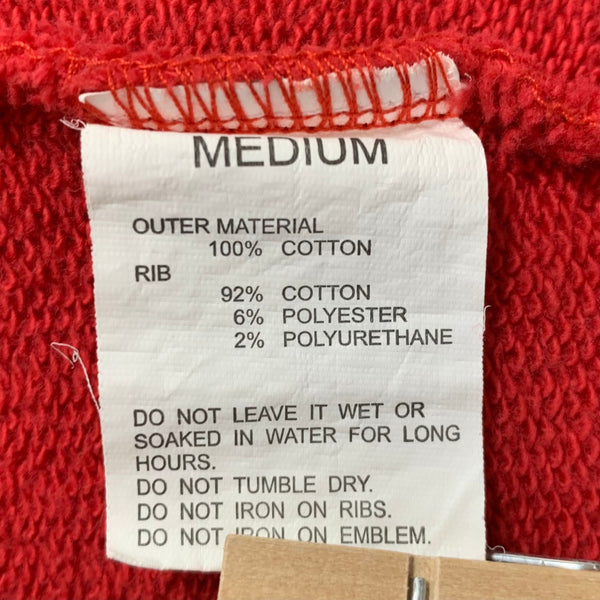 MEDIUM
OUTER MATERIAL
100% COTTON
RIB
92% COTTON
6% POLYESTER
2% POLYURETHANE
DO NOT LEAVE IT WET OR
SOAKED IN WATER FOR LONG
HOURS.
DO NOT TUMBLE DRY.
DO NOT IRON ON RIBS.
DO NOT IRON ON EMBLEM.